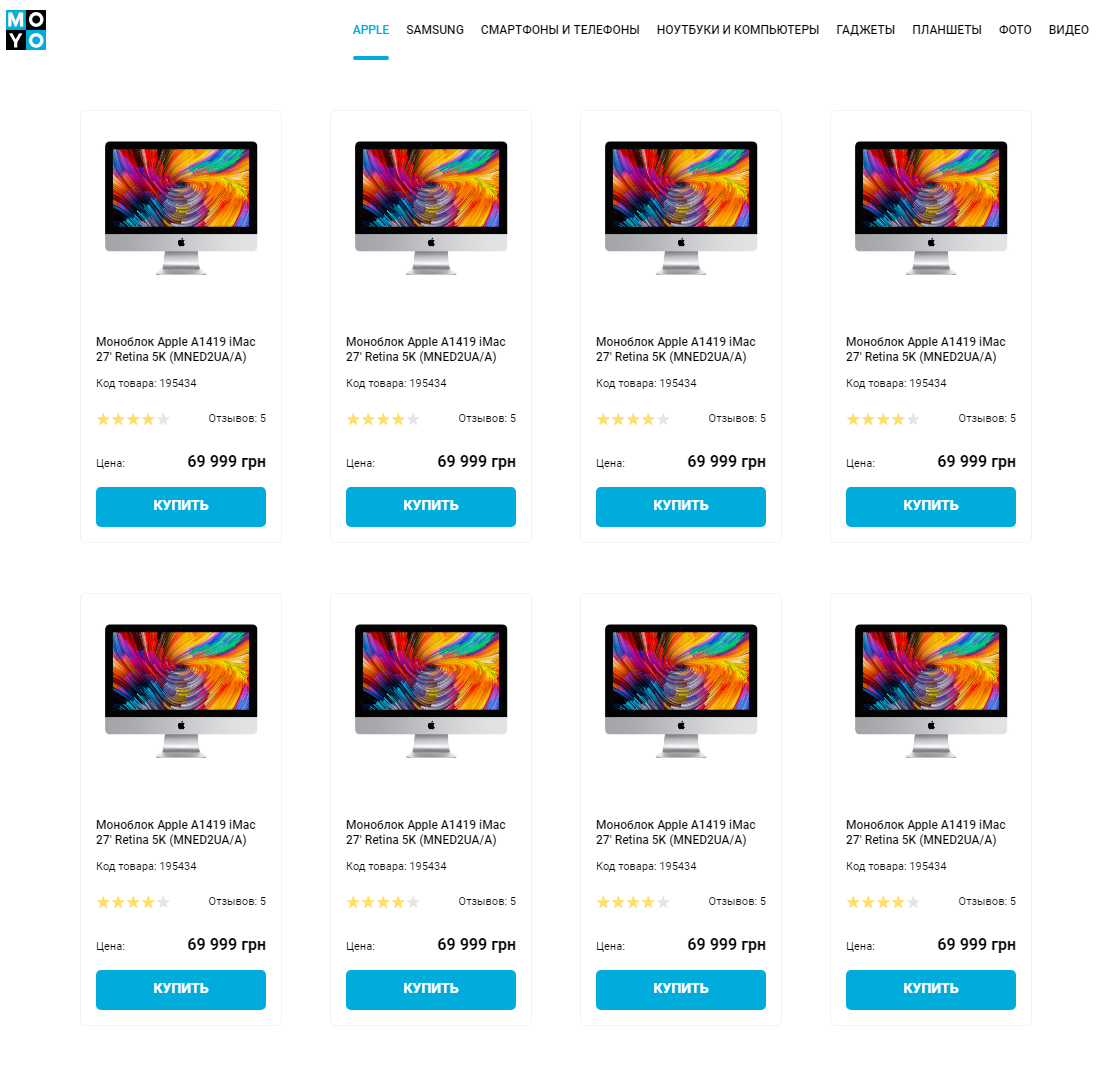 MO
YO
APPLE SAMSUNG СМАРТФОНЫ И ТЕЛЕФОНЫ НОУТБУКИ И КОМПЬЮТЕРЫ ГАДЖЕТЫ ПЛАНШЕТЫ ФОТО ВИДЕО
Моноблок Apple A1419 iMac
27' Retina 5K (MNED2UA/A)
Код товара: 195434
Отзывов: 5
Цена: 69 999 грн
КУПИТЬ
Моноблок Apple A1419 iMac
27' Retina 5K (MNED2UA/A)
Код товара: 195434
Отзывов: 5
Цена: 69 999 грн
КУПИТЬ
Моноблок Apple A1419 iMac
27' Retina 5K (MNED2UA/A)
Код товара: 195434
Отзывов: 5
Цена: 69 999 грн
КУПИТЬ
Моноблок Apple A1419 iMac
27' Retina 5K (MNED2UA/A)
Код товара: 195434
Отзывов: 5
Цена: 69 999 грн
КУПИТЬ
Моноблок Apple A1419 iMac
27' Retina 5K (MNED2UA/A)
Код товара: 195434
Отзывов: 5
Цена: 69 999 грн
КУПИТЬ
Моноблок Apple A1419 iMac
27' Retina 5K (MNED2UA/A)
Код товара: 195434
Отзывов: 5
Цена: 69 999 грн
КУПИТЬ
Моноблок Apple A1419 iMac
27' Retina 5K (MNED2UA/A)
Код товара: 195434
Отзывов: 5
Цена: 69 999 грн
КУПИТЬ
Моноблок Apple A1419 iMac
27' Retina 5K (MNED2UA/A)
Код товара: 195434
Отзывов: 5
Цена: 69 999 грн
КУПИТЬ